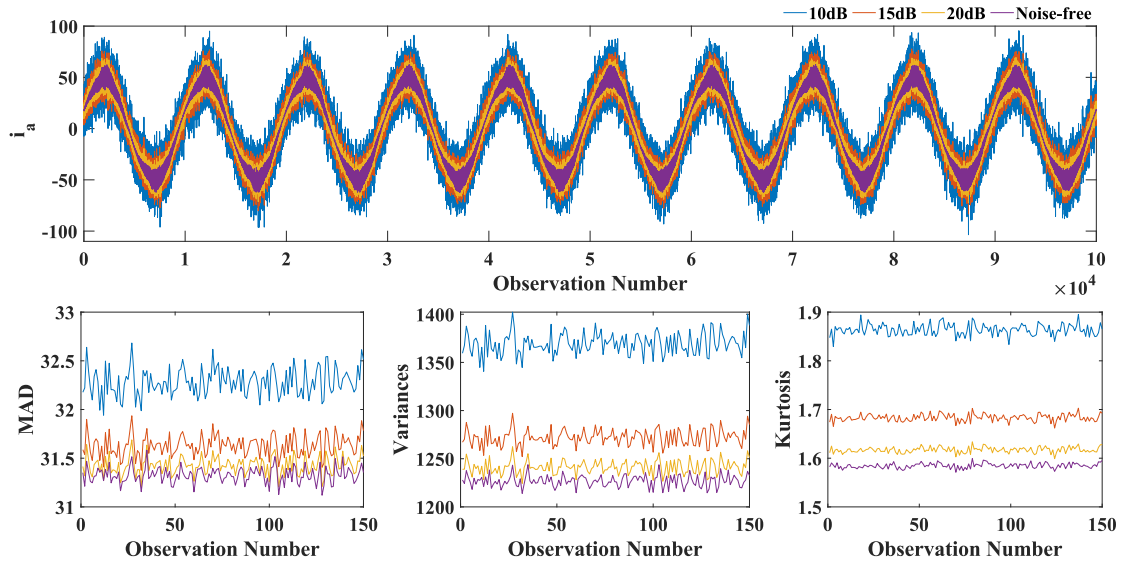 10dB 15dB 20dB Noise-free
100
50
0
-50
-100
i_a
0 1 2 3 4 5 6 7 8 9 10
Observation Number
×10⁴
33
32.5
32
31.5
31
MAD
0 50 100 150
Observation Number
1400
1350
1300
1250
1200
Variances
0 50 100 150
Observation Number
1.9
1.8
1.7
1.6
1.5
Kurtosis
0 50 100 150
Observation Number